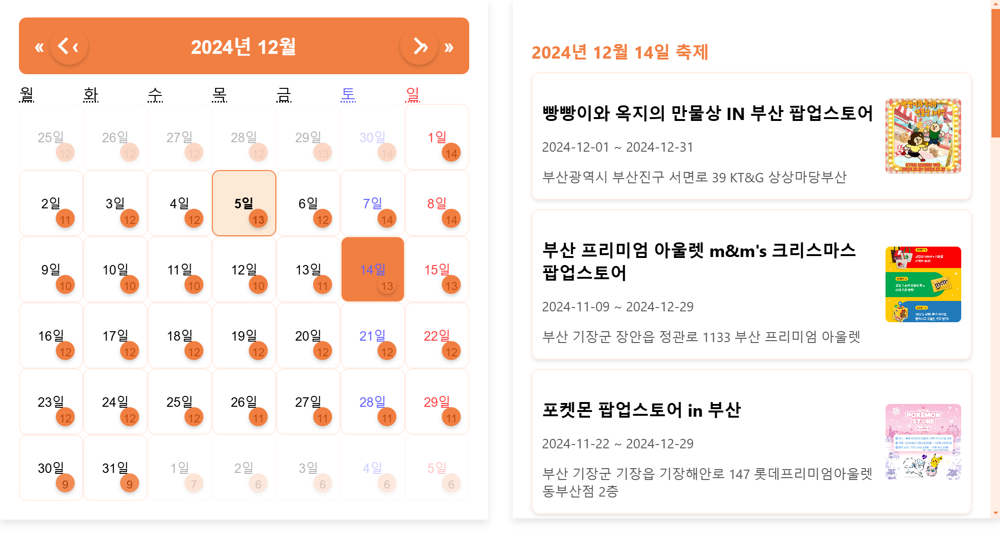 « ‹ 2024년 12월 › »
월 화 수 목 금 토 일
25일 26일 27일 28일 29일 30일 1일
12 12 12 12 13 14 14
2일 3일 4일 5일 6일 7일 8일
11 12 12 13 12 14 14
9일 10일 11일 12일 13일 14일 15일
10 10 10 10 11 13 13
16일 17일 18일 19일 20일 21일 22일
12 12 12 12 12 12 12
23일 24일 25일 26일 27일 28일 29일
12 12 12 11 11 11 11
30일 31일 1일 2일 3일 4일 5일
9 9 7 6 6 6 6
2024년 12월 14일 축제
빵빵이와 옥지의 만물상 IN 부산 팝업스토어
2024-12-01 ~ 2024-12-31
부산광역시 부산진구 서면로 39 KT&G 상상마당부산
빵빵이와 옥지의
만물상 IN부산
KT&G 상상마당 부산
2024.12.01-2024.12.31
부산 프리미엄 아울렛 m&m's 크리스마스
팝업스토어
2024-11-09 ~ 2024-12-29
부산 기장군 장안읍 정관로 1133 부산 프리미엄 아울렛
포켓몬 팝업스토어 in 부산
2024-11-22 ~ 2024-12-29
부산 기장군 기장읍 기장해안로 147 롯데프리미엄아울렛
동부산점 2층
POKÉMON
STORE
in 부산